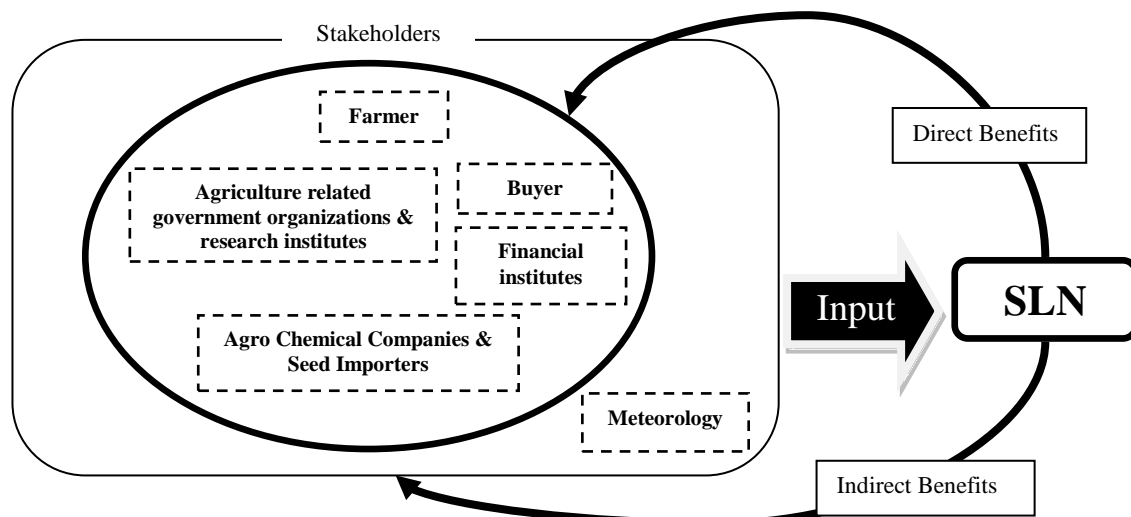 Stakeholders
Farmer
Direct Benefits
Agriculture related
government organizations &
research institutes
Buyer
Financial
institutes
Input
SLN
Agro Chemical Companies &
Seed Importers
Meteorology
Indirect Benefits